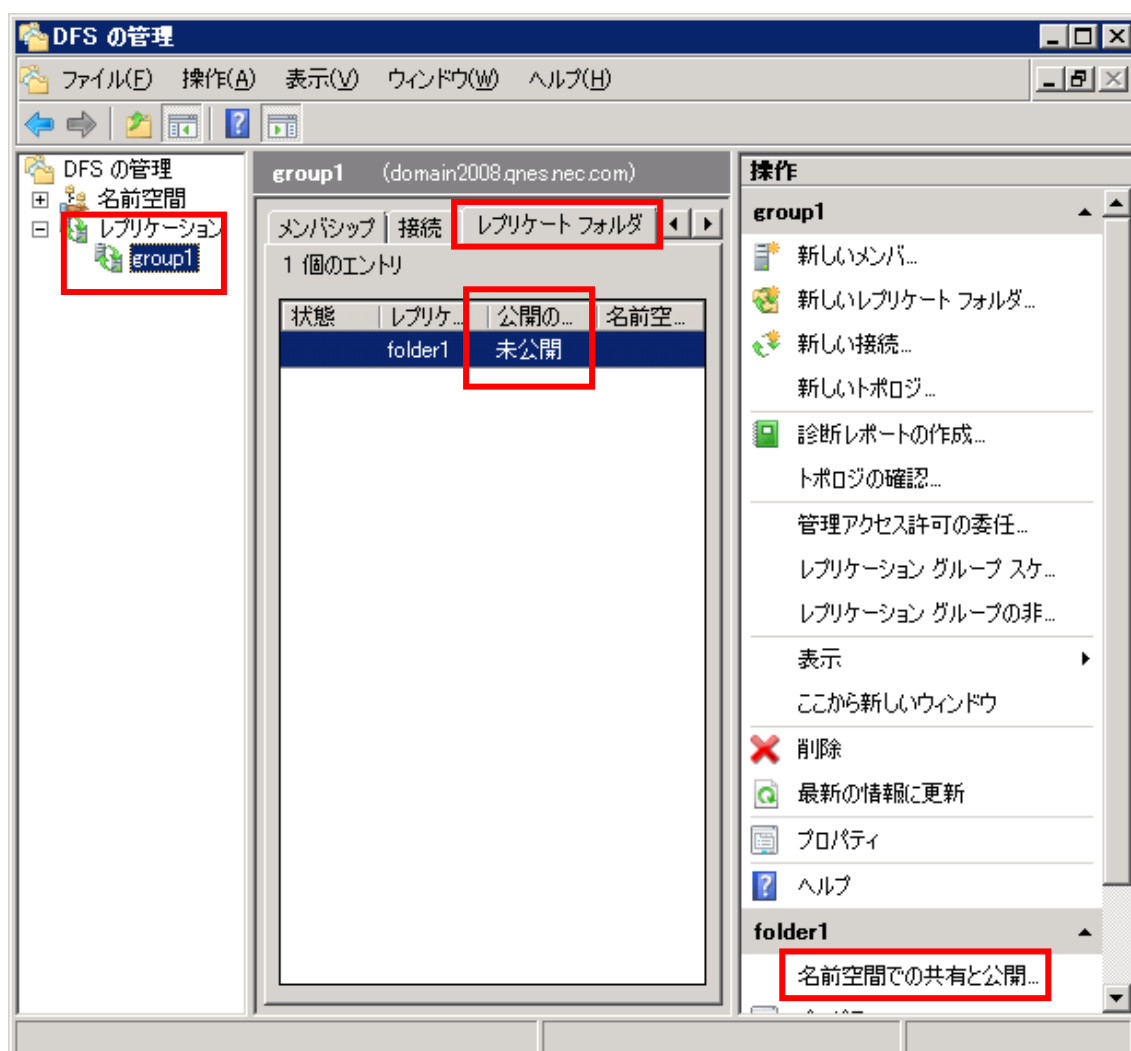 DFS の管理
ファイル(F) 操作(A) 表示(V) ウィンドウ(W) ヘルプ(H)
DFS の管理
名前空間
レプリケーション
group1
group1 (domain2008.qnes.nec.com)
メンバシップ 接続 レプリケート フォルダ
1 個のエントリ
状態 レプリケ... 公開の... 名前空...
folder1 未公開
操作
group1
新しいメンバ...
新しいレプリケート フォルダ...
新しい接続...
新しいトポロジ...
診断レポートの作成...
トポロジの確認...
管理アクセス許可の委任...
レプリケーション グループ スケ...
レプリケーション グループの非...
表示
ここから新しいウィンドウ
削除
最新の情報に更新
プロパティ
ヘルプ
folder1
名前空間での共有と公開...